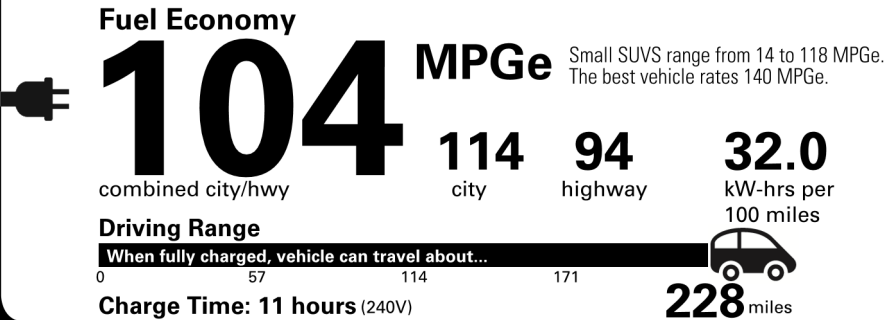 Fuel Economy
104 MPGe
Small SUVS range from 14 to 118 MPGe.
The best vehicle rates 140 MPGe.
combined city/hwy
114
city
94
highway
32.0
kW-hrs per
100 miles
Driving Range
When fully charged, vehicle can travel about...
0 57 114 171
228 miles
Charge Time: 11 hours (240V)